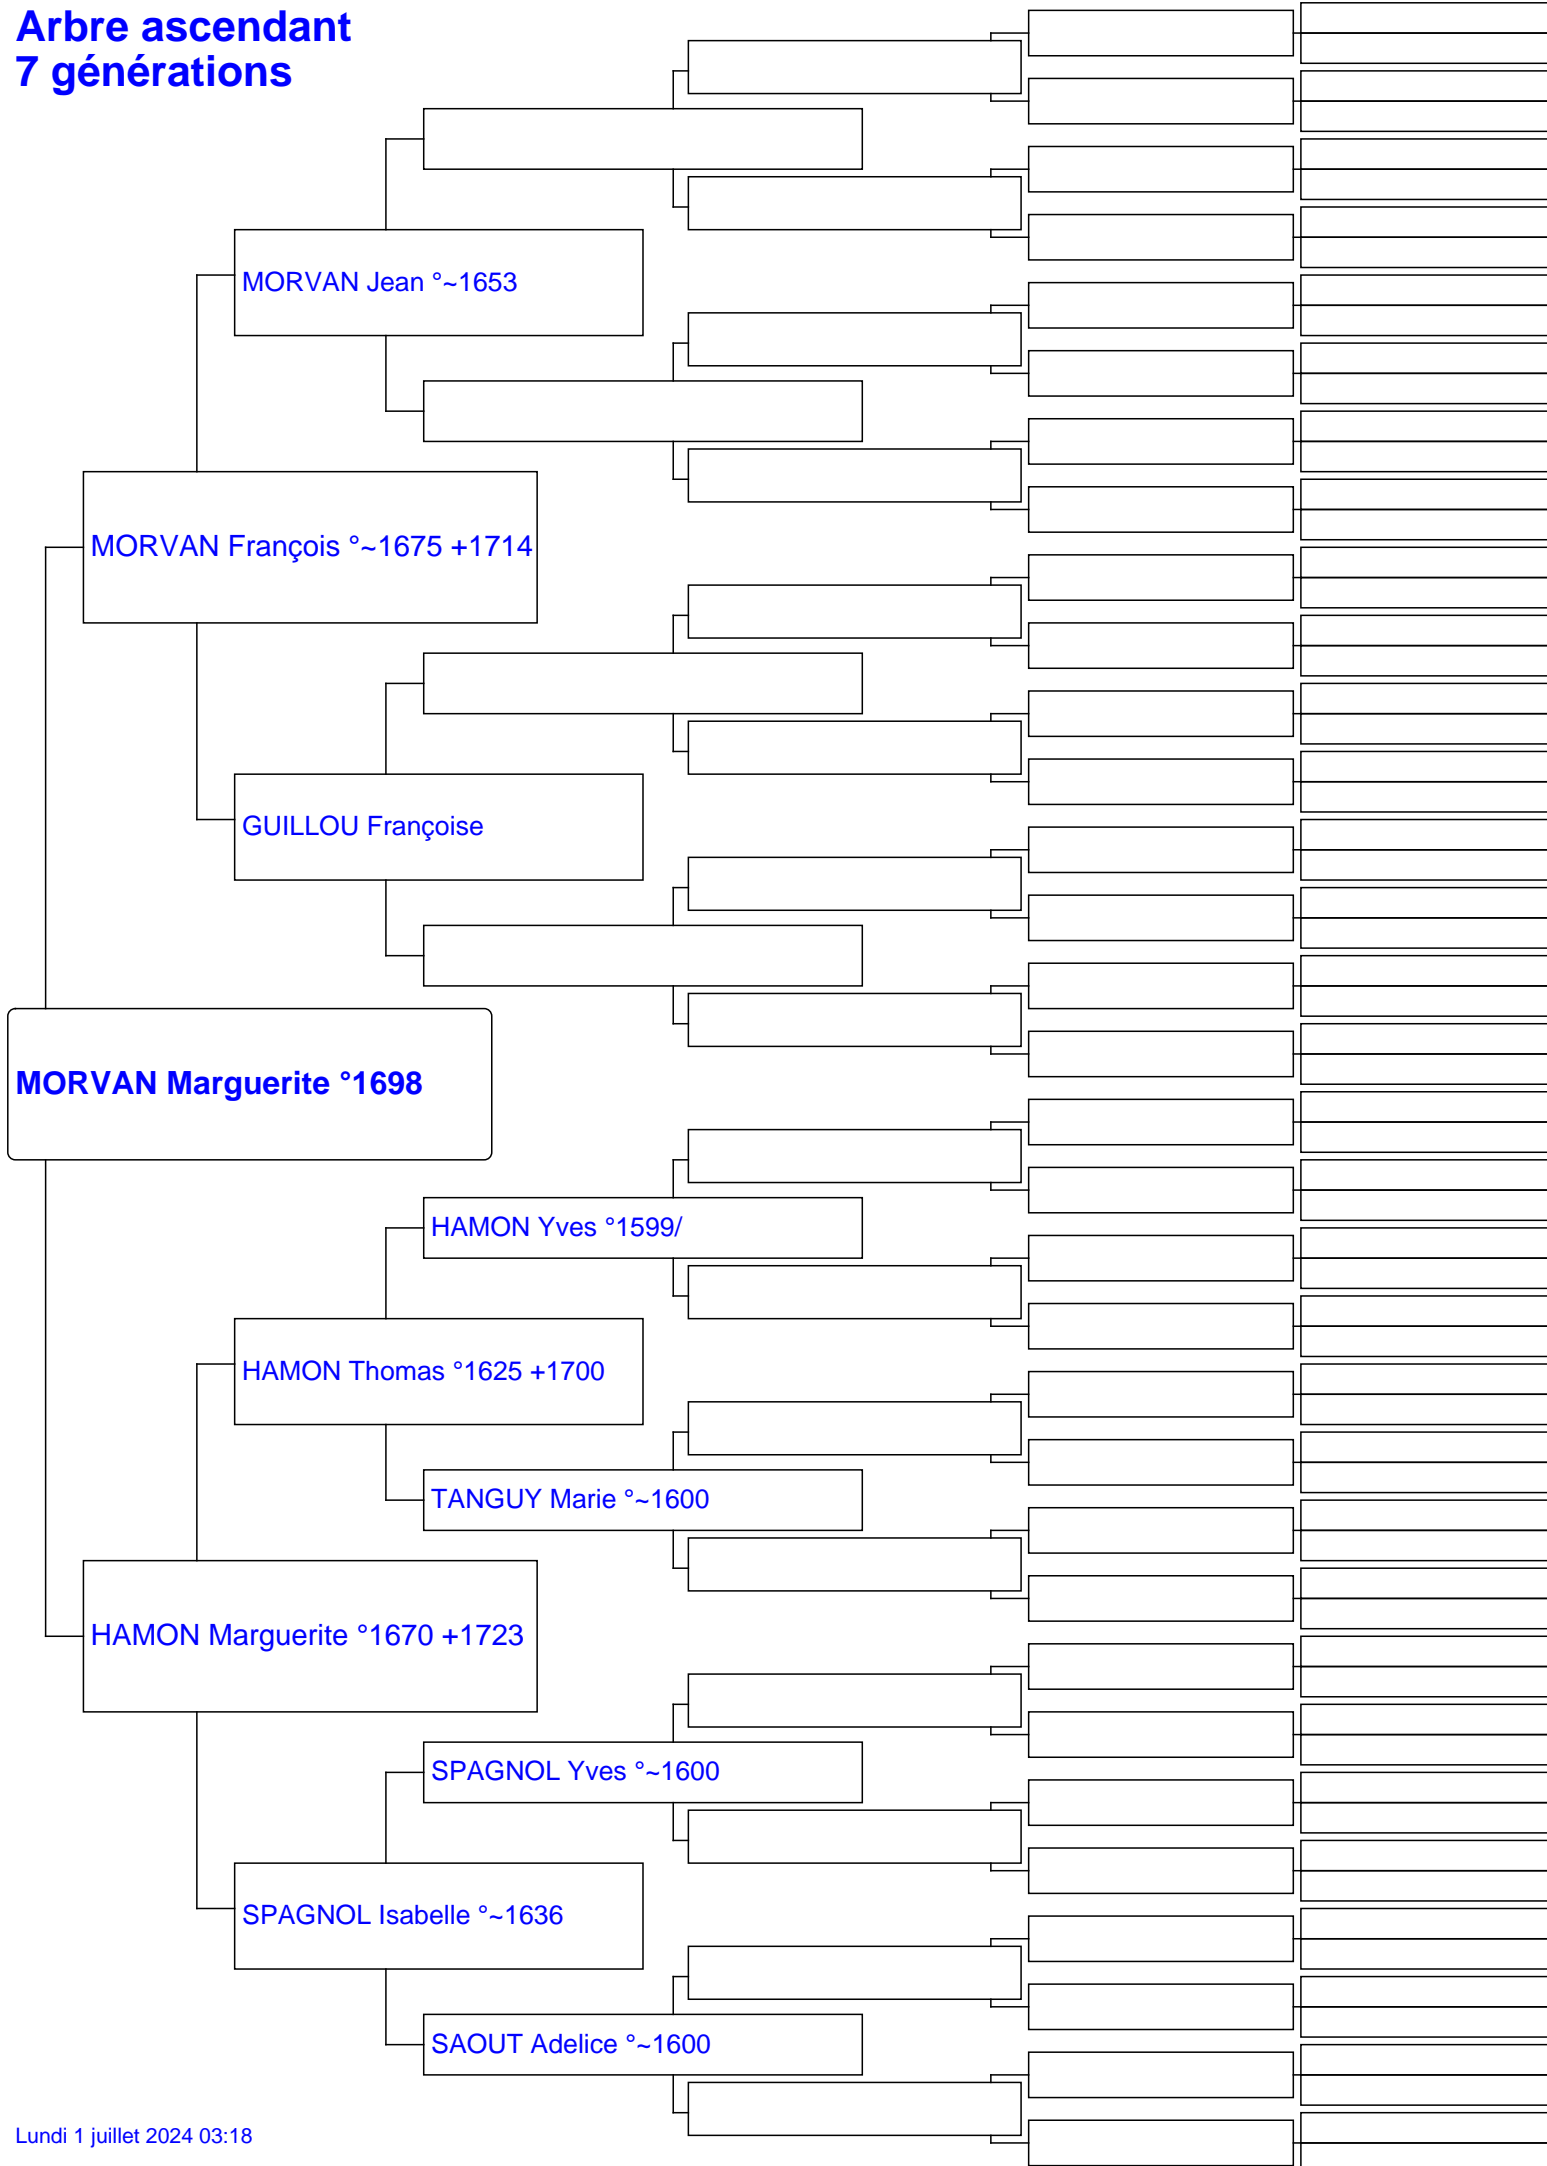 Arbre ascendant
7 générations
MORVAN Jean °~1653
MORVAN François °~1675 +1714
GUILLOU Françoise
MORVAN Marguerite °1698
HAMON Yves °1599/
HAMON Thomas °1625 +1700
TANGUY Marie °~1600
HAMON Marguerite °1670 +1723
SPAGNOL Yves °~1600
SPAGNOL Isabelle °~1636
SAOUT Adelice °~1600
Lundi 1 juillet 2024 03:18